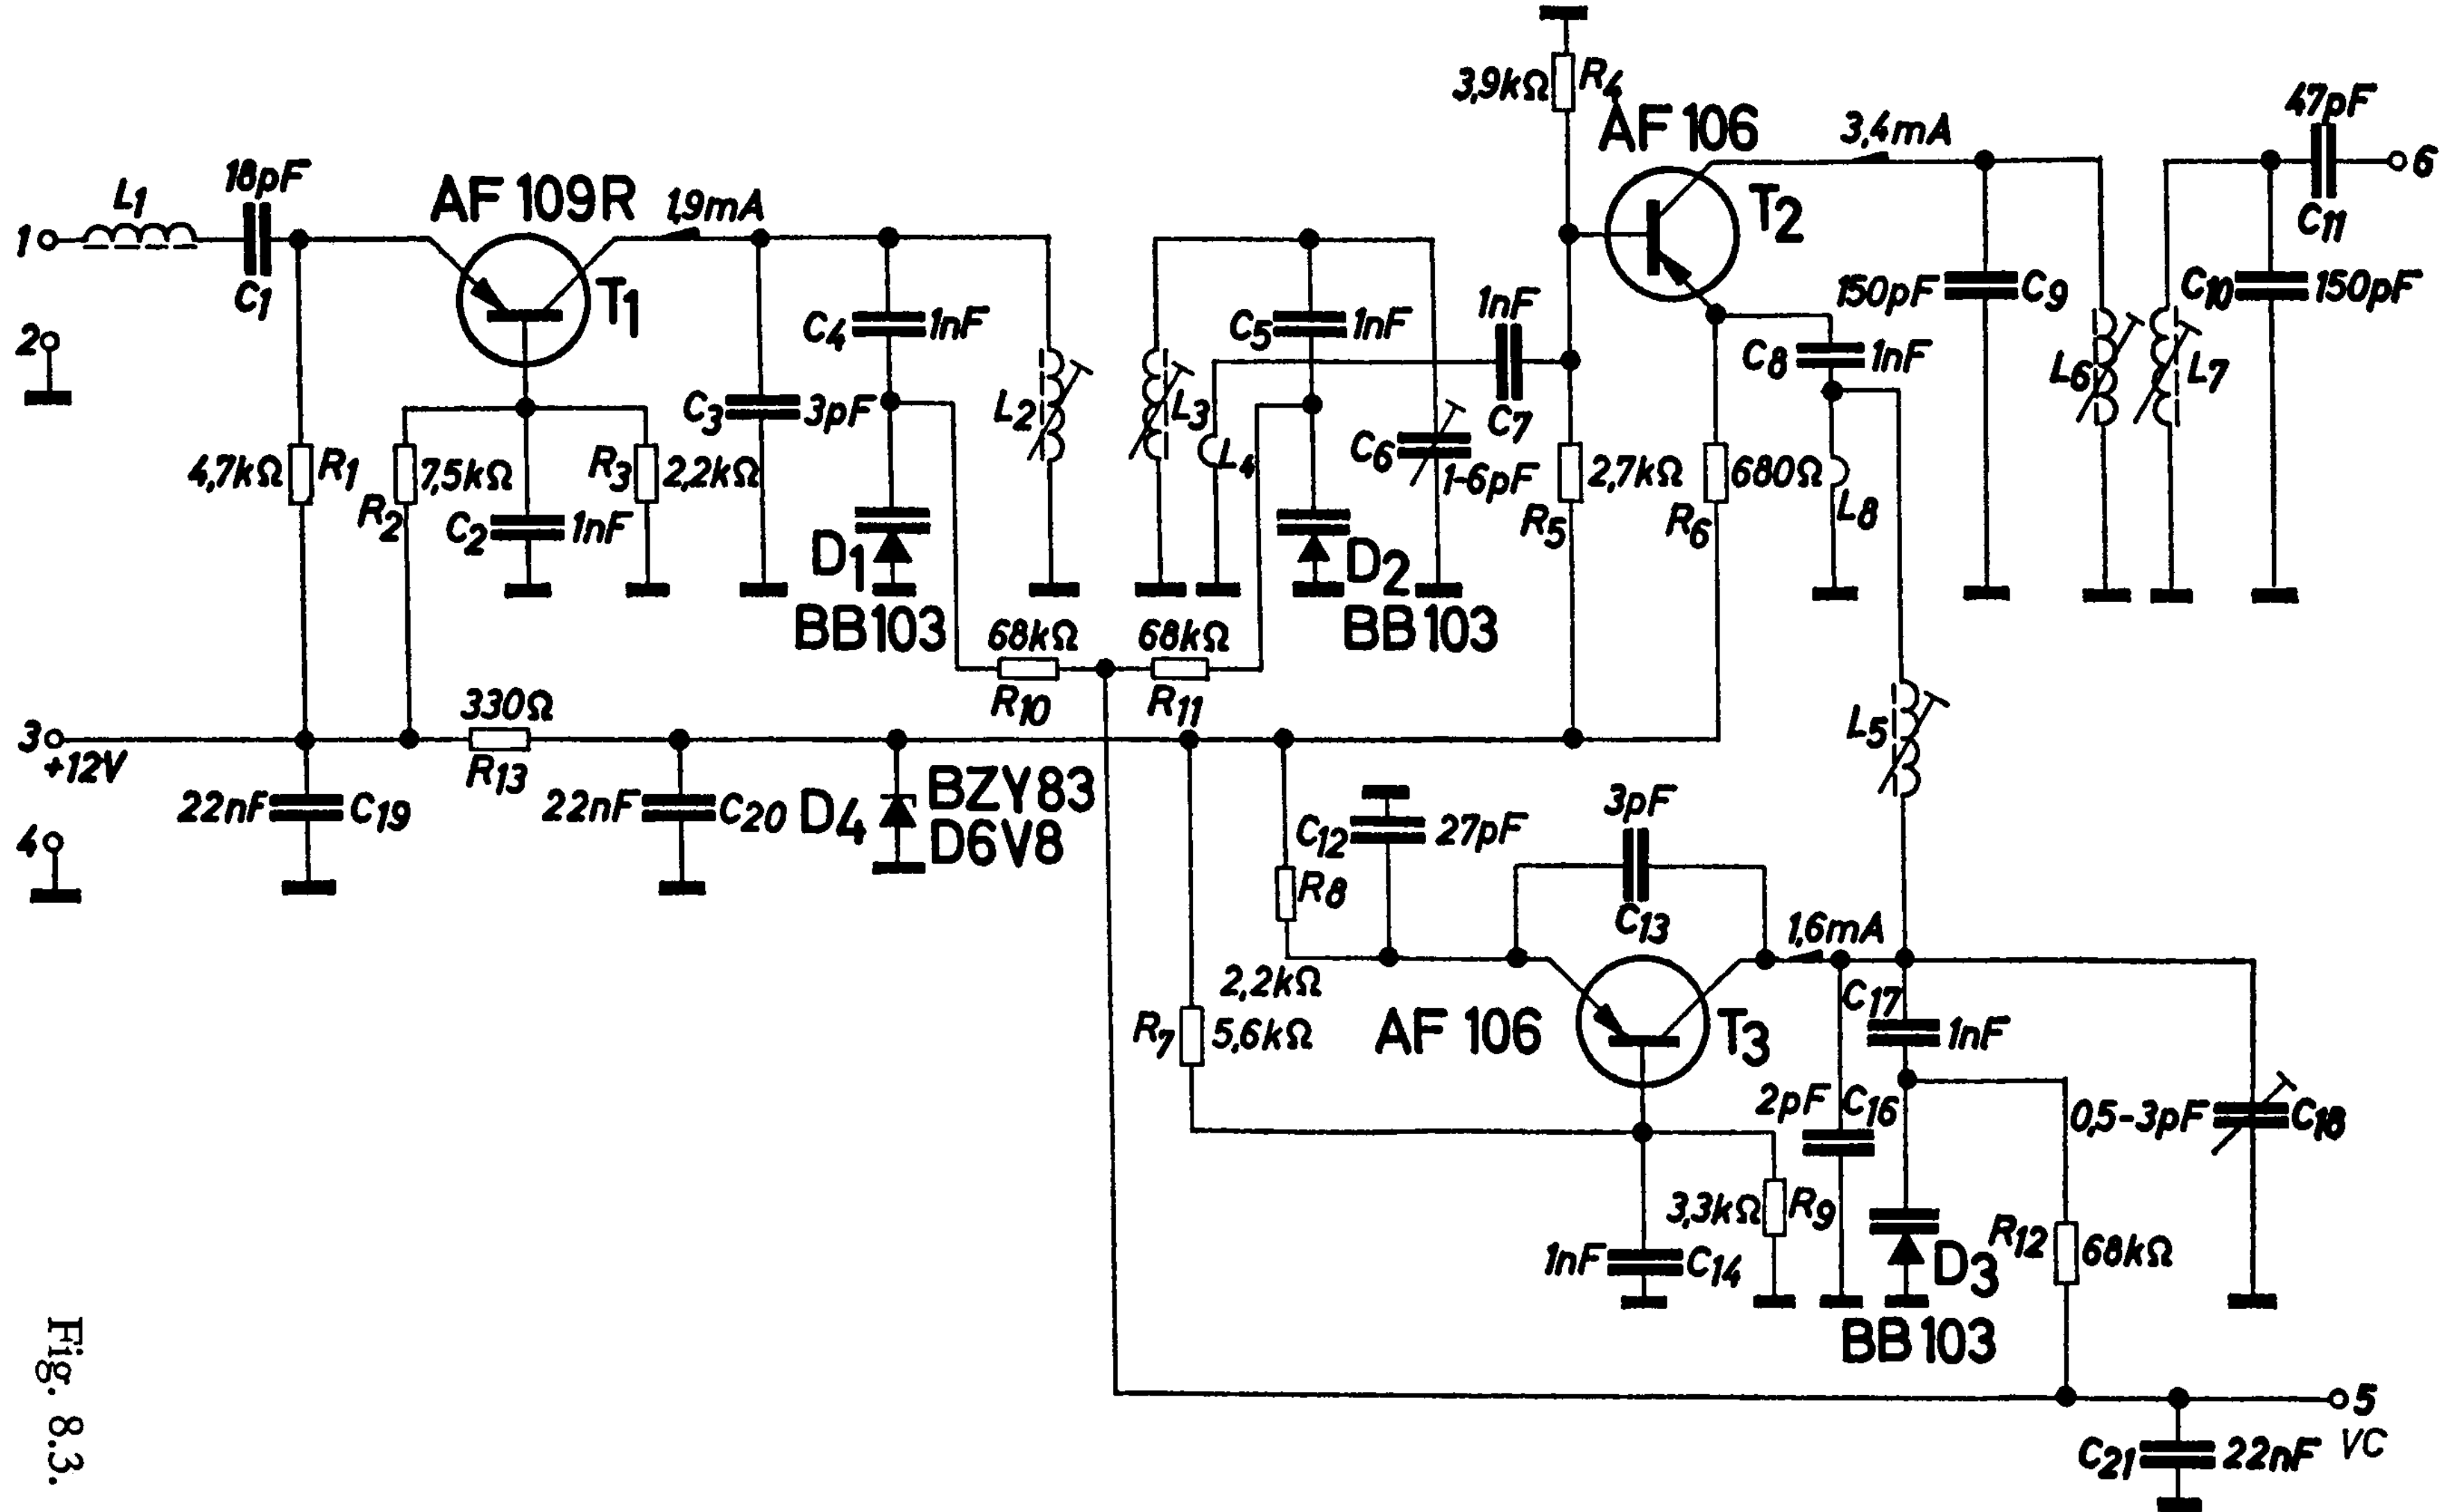 1
L1
18pF
C1
AF 109R
T1
1,9mA
2
4,7kΩ
R1
R2
7,5kΩ
C2
1nF
R3
2,2kΩ
C3
3pF
C4
1nF
D1
BB103
L2
L3
L4
C5
1nF
C6
1-6pF
D2
BB103
68kΩ
R10
68kΩ
R11
3,9kΩ
R4
AF 106
T2
3,4mA
1nF
C7
2,7kΩ
R5
680Ω
R6
C8
1nF
L8
150pF
C9
L6
L7
C10
150pF
47pF
C11
6
3
+12V
330Ω
R13
22nF
C19
22nF
C20
D4
BZY83
D6V8
4
L5
R8
2,2kΩ
C12
27pF
3pF
C13
R7
5,6kΩ
AF 106
T3
1,6mA
C17
1nF
2pF
C16
0,5-3pF
C18
3,3kΩ
R9
1nF
C14
D3
BB103
R12
68kΩ
5
VC
C21
22nF
Fig. 8.3.